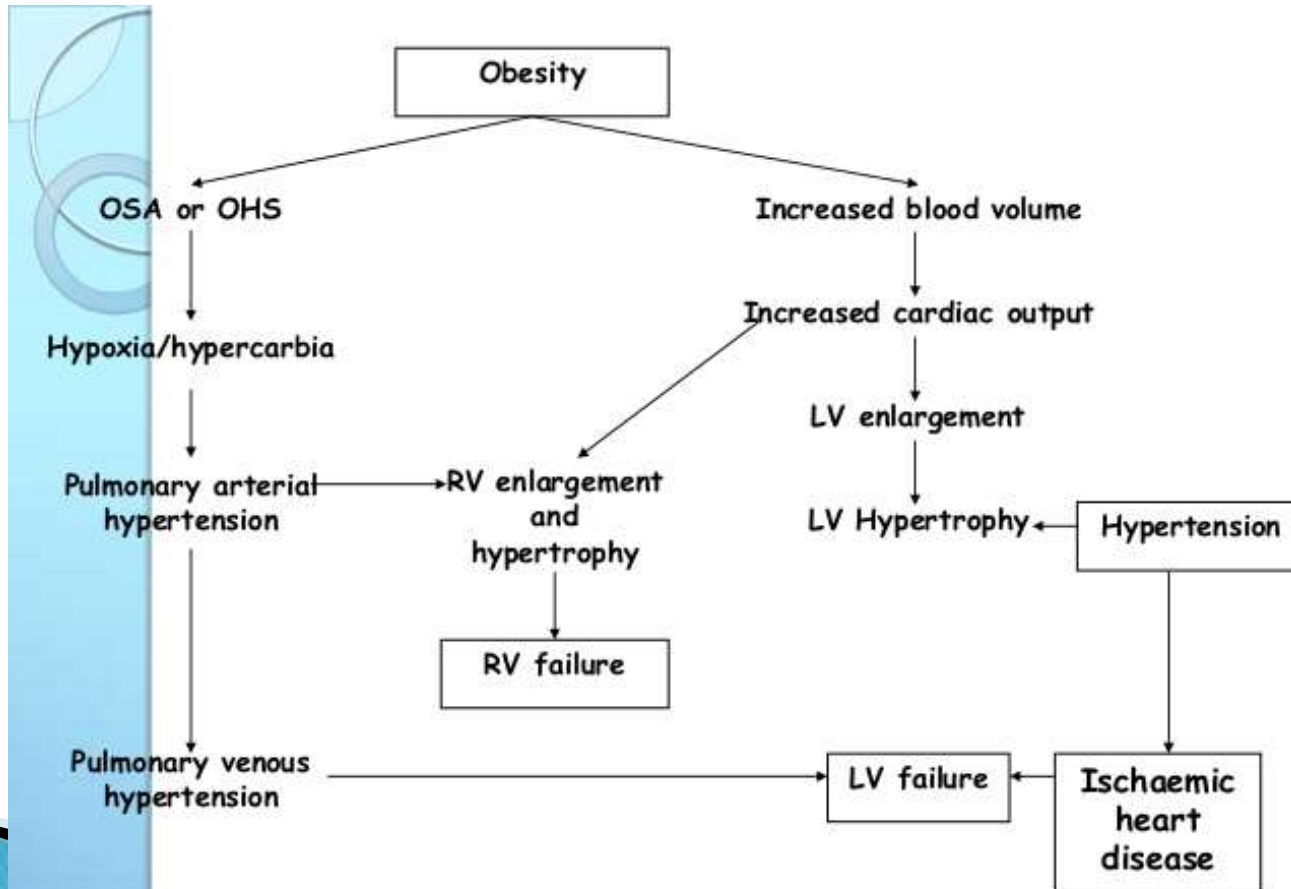 Obesity
OSA or OHS
Increased blood volume
Increased cardiac output
Hypoxia/hypercarbia
LV enlargement
Pulmonary arterial
hypertension
RV enlargement
and
hypertrophy
LV Hypertrophy
Hypertension
RV failure
Pulmonary venous
hypertension
LV failure
Ischaemic
heart
disease